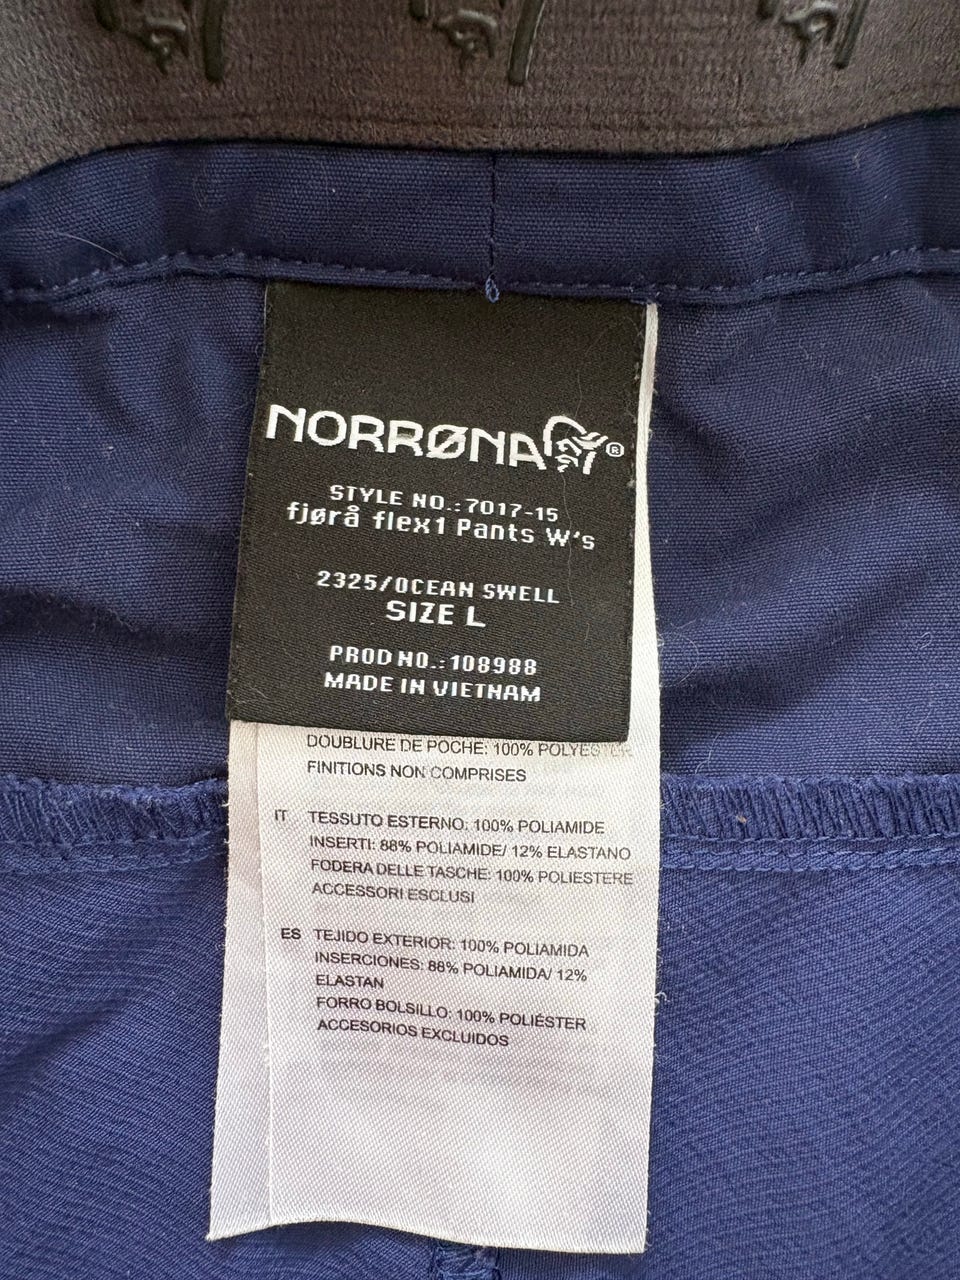 NORRØNA®
STYLE NO.:7017-15
fjørå flex1 Pants W's
2325/OCEAN SWELL
SIZE L
PROD NO.:108988
MADE IN VIETNAM
DOUBLURE DE POCHE: 100% POLYESTER
FINITIONS NON COMPRISES
IT TESSUTO ESTERNO: 100% POLIAMIDE
INSERTI: 88% POLIAMIDE/ 12% ELASTANO
FODERA DELLE TASCHE: 100% POLIESTERE
ACCESSORI ESCLUSI
ES TEJIDO EXTERIOR: 100% POLIAMIDA
INSERCIONES: 88% POLIAMIDA/ 12%
ELASTAN
FORRO BOLSILLO: 100% POLIÉSTER
ACCESORIOS EXCLUIDOS